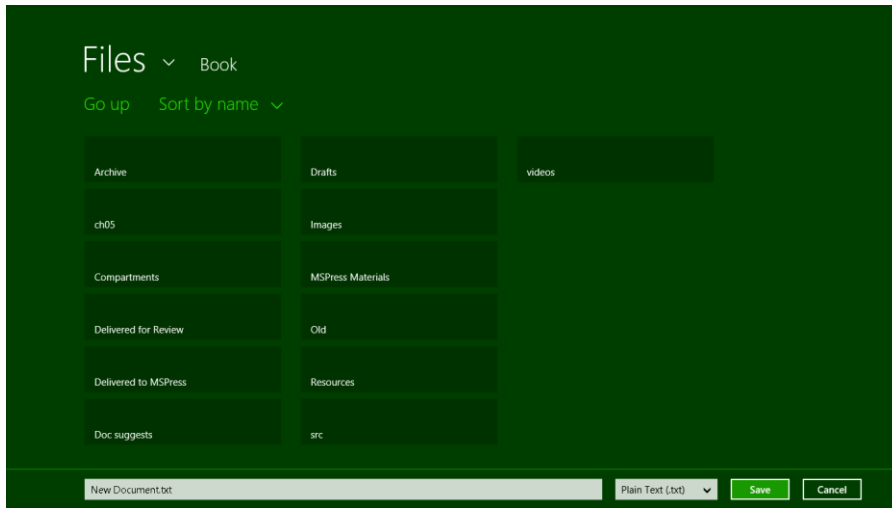 Files Book
Go up Sort by name
Archive Drafts videos
ch05 Images
Compartments MSPress Materials
Delivered for Review Old
Delivered to MSPress Resources
Doc suggests src
New Document.txt Plain Text (.txt) Save Cancel